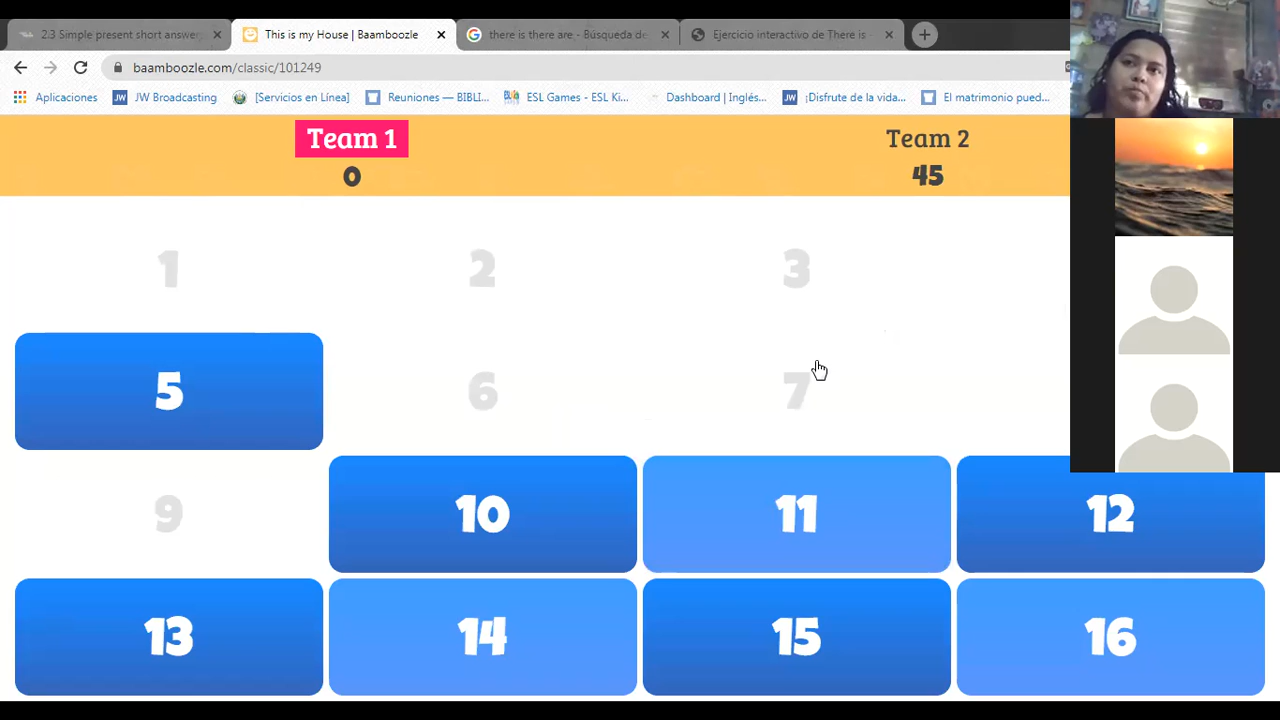 2.3 Simple present short answer
This is my House | Baamboozle
there is there are - Búsqueda de
Ejercicio interactivo de There is
baamboozle.com/classic/101249
Aplicaciones
JW Broadcasting
[Servicios en Línea]
Reuniones — BIBLI...
ESL Games - ESL Ki...
Dashboard | Inglés...
¡Disfrute de la vida...
El matrimonio pued...
Team 1
Team 2
0
45
1
2
3
5
6
7
9
10
11
12
13
14
15
16